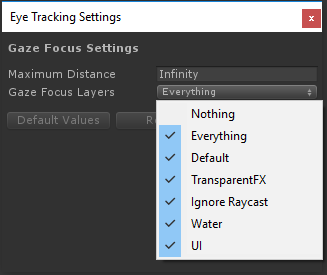 Eye Tracking Settings x
Gaze Focus Settings
Maximum Distance Infinity
Gaze Focus Layers Everything
Nothing
Everything
Default
TransparentFX
Ignore Raycast
Water
UI
Default Values